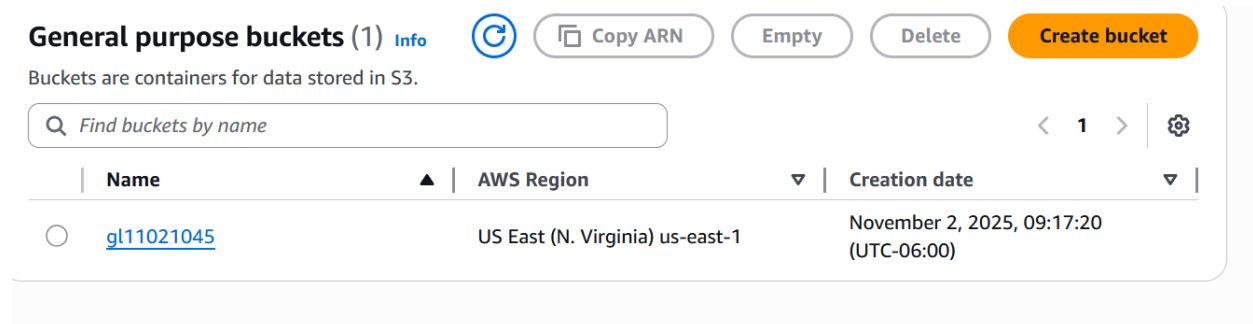 General purpose buckets (1) Info
Copy ARN
Empty
Delete
Create bucket
Buckets are containers for data stored in S3.
Find buckets by name
1
Name
AWS Region
Creation date
gl11021045
US East (N. Virginia) us-east-1
November 2, 2025, 09:17:20
(UTC-06:00)